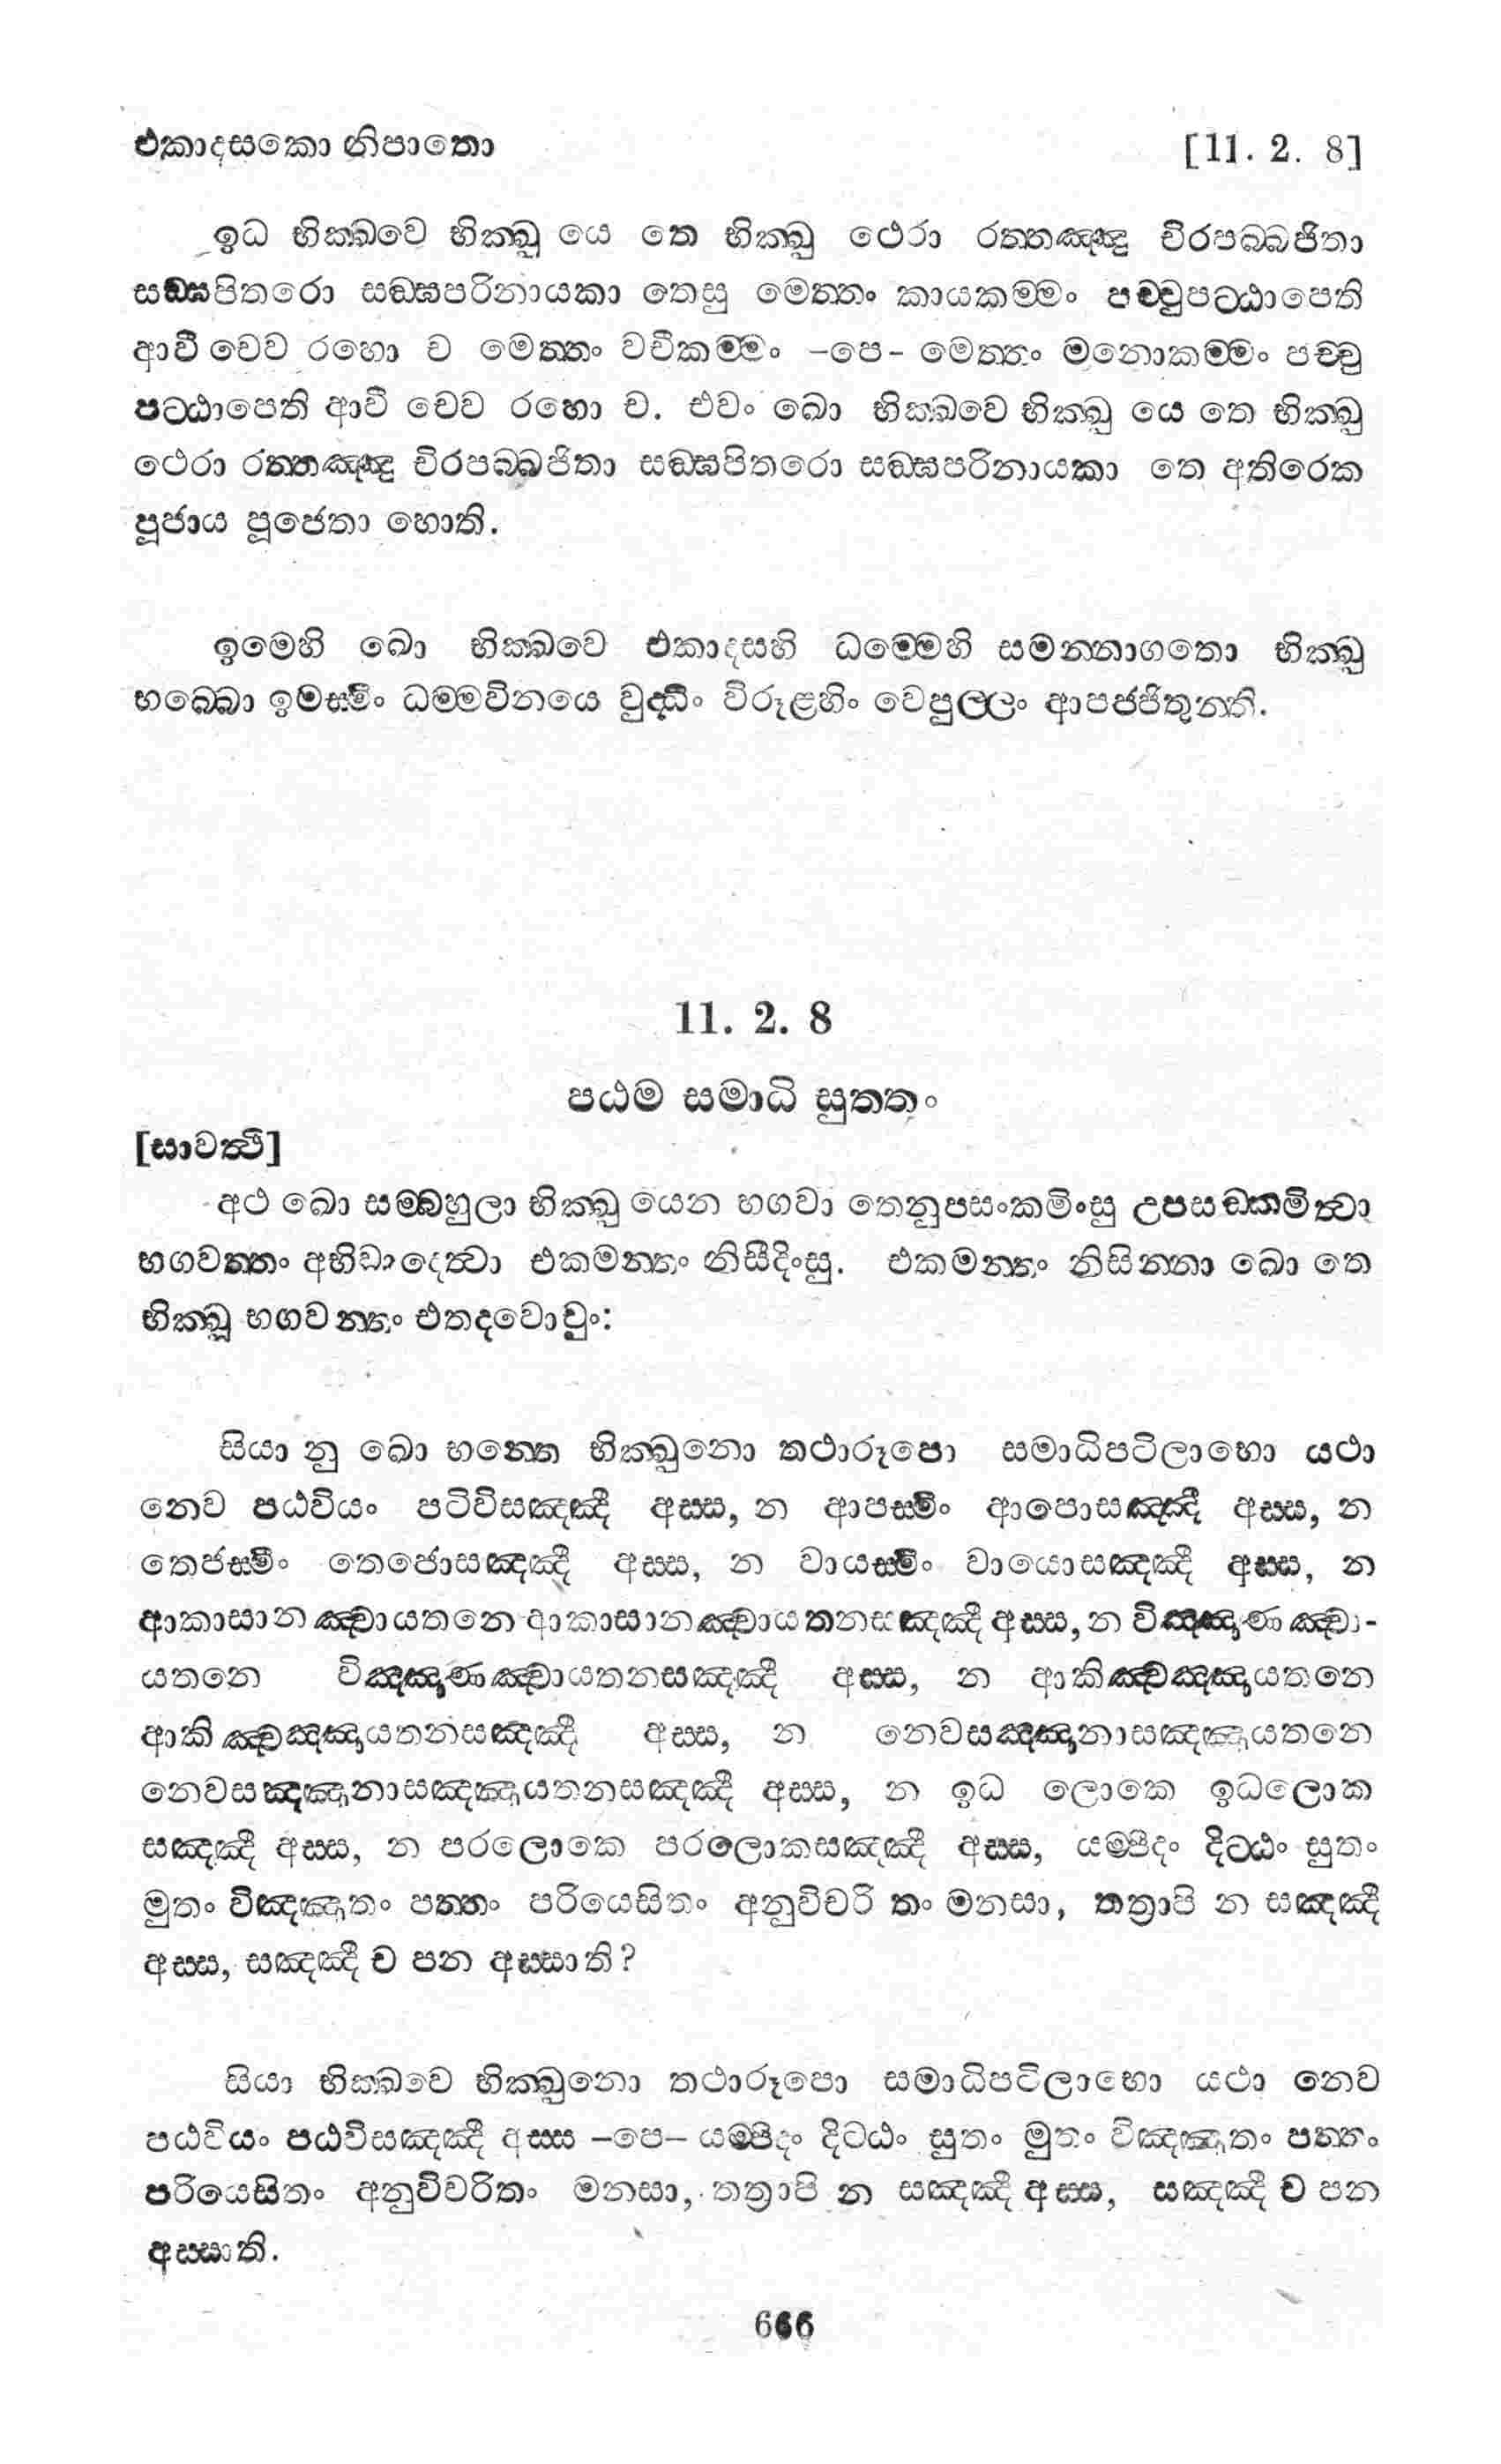 එකාදසකො නිපාතො [11. 2. 8]
ඉධ භික්ඛවෙ භික්ඛු යෙ තෙ භික්ඛු ථෙරා රත්තඤ්ඤු චිරපබ්බජිතා
සඞ්ඝපිතරො සඞ්ඝපරිනායකා තෙසු මෙත්තං කායකම්මං පච්චුපට්ඨාපෙති
ආවී චෙව රහො ච මෙත්තං වචීකම්මං –පෙ– මෙත්තං මනොකම්මං පච්චු
පට්ඨාපෙති ආවී චෙව රහො ච. එවං ඛො භික්ඛවෙ භික්ඛු යෙ තෙ භික්ඛු
ථෙරා රත්තඤ්ඤු චිරපබ්බජිතා සඞ්ඝපිතරො සඞ්ඝපරිනායකා තෙ අතිරෙක
පූජාය පූජෙතා හොති.
ඉමෙහි ඛො භික්ඛවෙ එකාදසහි ධම්මෙහි සමන්නාගතො භික්ඛු
භබ්බො ඉමස්මිං ධම්මවිනයෙ වුද්ධිං විරූළහිං වෙපුල්ලං ආපජ්ජිතුන්ති.
11. 2. 8
පඨම සමාධි සුත්තං
[සාවත්ථි]
අථ ඛො සම්බහුලා භික්ඛු යෙන භගවා තෙනුපසංකමිංසු උපසඞ්කමිත්වා
භගවන්තං අභිවාදෙත්වා එකමන්තං නිසීදිංසු. එකමන්තං නිසින්නා ඛො තෙ
භික්ඛූ භගවන්තං එතදවොචුං:
සියා නු ඛො භන්තෙ භික්ඛුනො තථාරූපො සමාධිපටිලාභො යථා
නෙව පඨවියං පටිවිසඤ්ඤී අස්ස, න ආපස්මිං ආපොසඤ්ඤී අස්ස, න
තෙජස්මිං තෙජොසඤ්ඤී අස්ස, න වායස්මිං වායොසඤ්ඤී අස්ස, න
ආකාසානඤ්චායතනෙ ආකාසානඤ්චායතනසඤ්ඤී අස්ස, න විඤ්ඤාණඤ්චා-
යතනෙ විඤ්ඤාණඤ්චායතනසඤ්ඤී අස්ස, න ආකිඤ්චඤ්ඤායතනෙ
ආකිඤ්චඤ්ඤායතනසඤ්ඤී අස්ස, න නෙවසඤ්ඤානාසඤ්ඤායතනෙ
නෙවසඤ්ඤානාසඤ්ඤායතනසඤ්ඤී අස්ස, න ඉධ ලොකෙ ඉධලොක
සඤ්ඤී අස්ස, න පරලොකෙ පරලොකසඤ්ඤී අස්ස, යම්පිදං දිට්ඨං සුතං
මුතං විඤ්ඤාතං පත්තං පරියෙසිතං අනුවිචරිතං මනසා, තත්‍රාපි න සඤ්ඤී
අස්ස, සඤ්ඤී ච පන අස්සාති?
සියා භික්ඛවෙ භික්ඛුනො තථාරූපො සමාධිපටිලාභො යථා නෙව
පඨවියං පඨවිසඤ්ඤී අස්ස –පෙ– යම්පිදං දිට්ඨං සුතං මුතං විඤ්ඤාතං පත්තං
පරියෙසිතං අනුවිචරිතං මනසා, තත්‍රාපි න සඤ්ඤී අස්ස, සඤ්ඤී ච පන
අස්සාති.
666